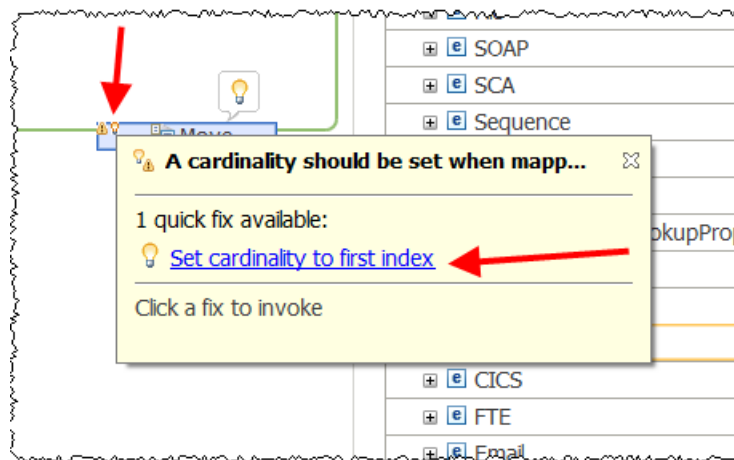 SOAP
SCA
Sequence
Move
A cardinality should be set when mapp...
1 quick fix available:
okupProp
Set cardinality to first index
Click a fix to invoke
CICS
FTE
Email